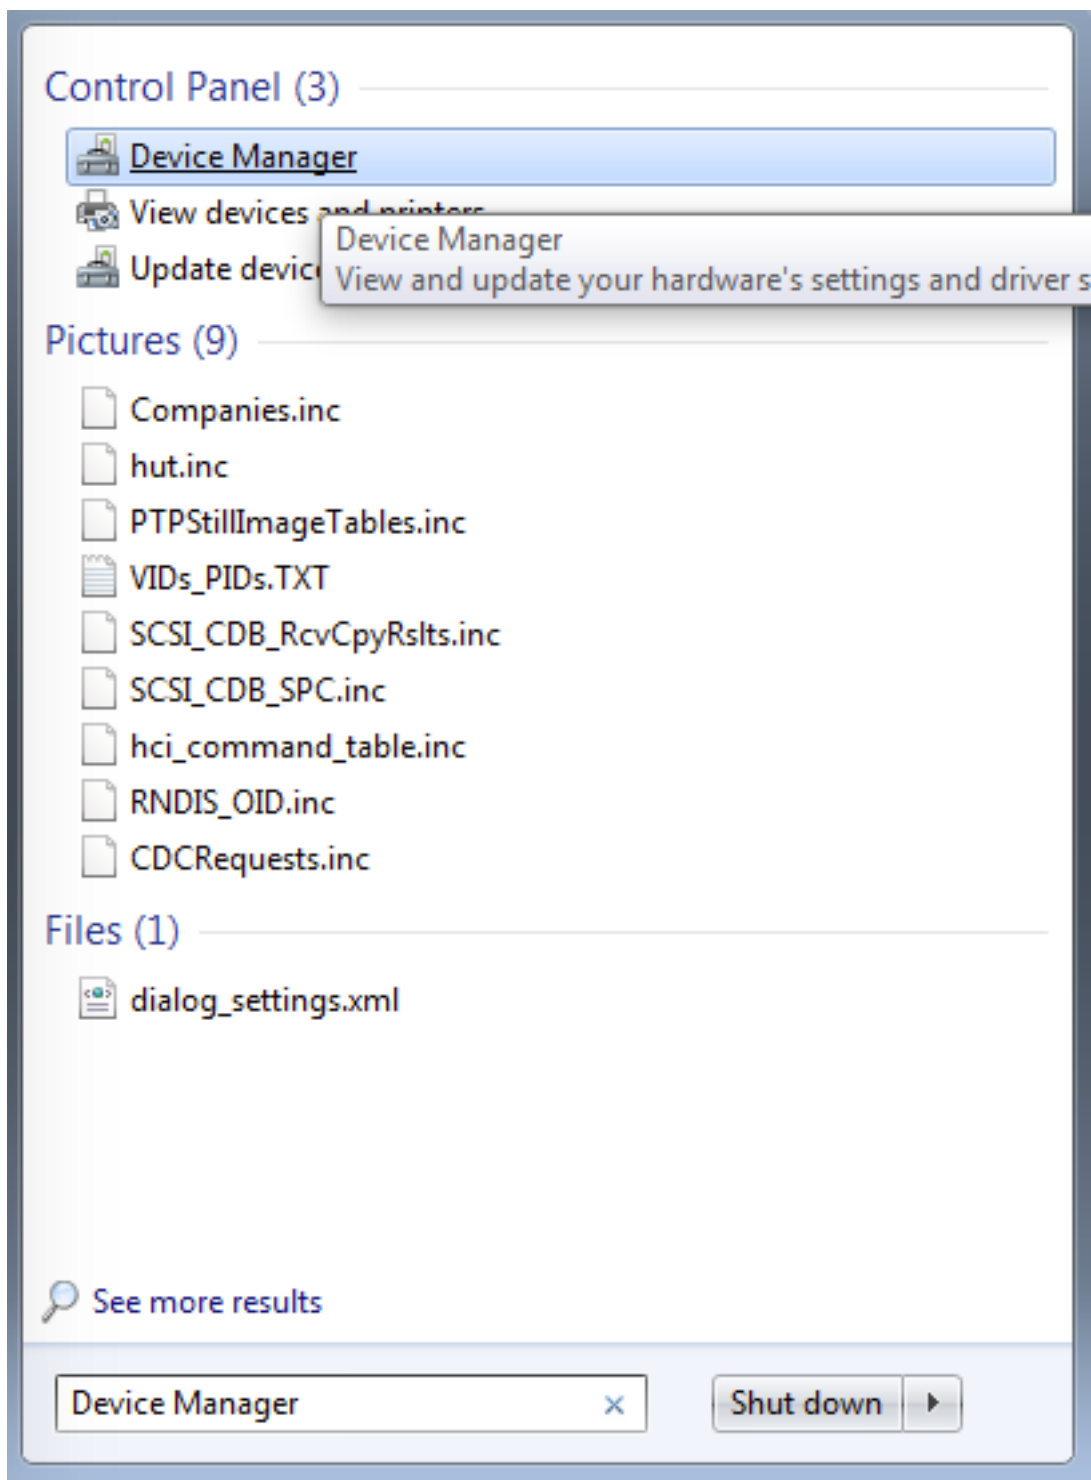 Control Panel (3)
Device Manager
View devices and printers
Device Manager
Update devic
View and update your hardware's settings and driver s
Pictures (9)
Companies.inc
hut.inc
PTPStillImageTables.inc
VIDs_PIDs.TXT
SCSI_CDB_RcvCpyRslts.inc
SCSI_CDB_SPC.inc
hci_command_table.inc
RNDIS_OID.inc
CDCRequests.inc
Files (1)
dialog_settings.xml
See more results
Device Manager
Shut down